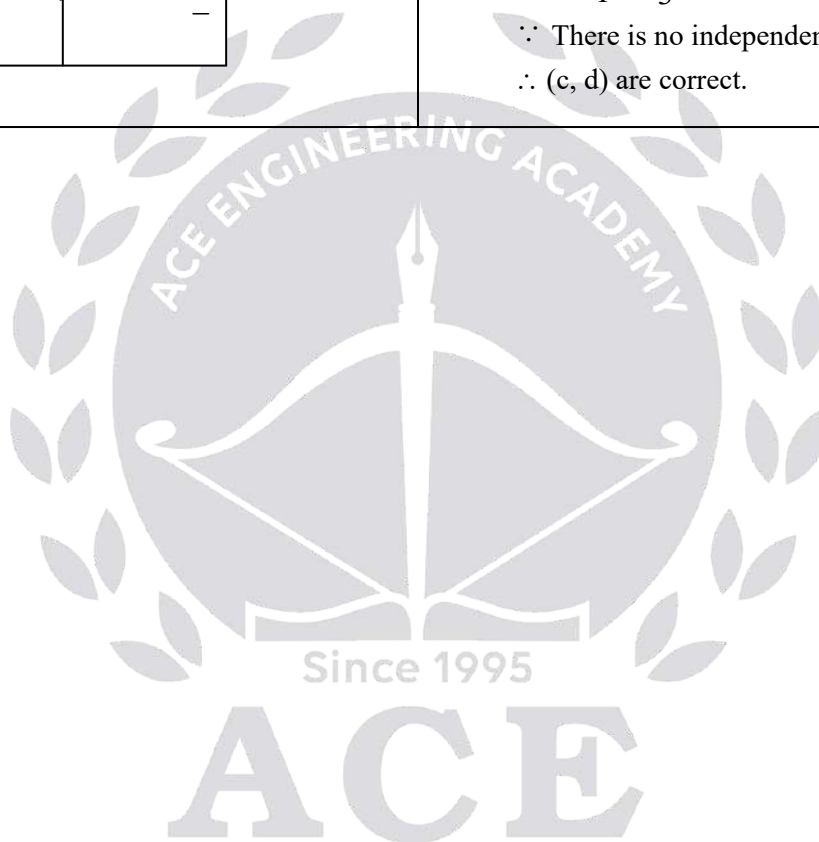 ∵ There is no independen
∴ (c, d) are correct.
ACE ENGINEERING ACADEMY
Since 1995
ACE